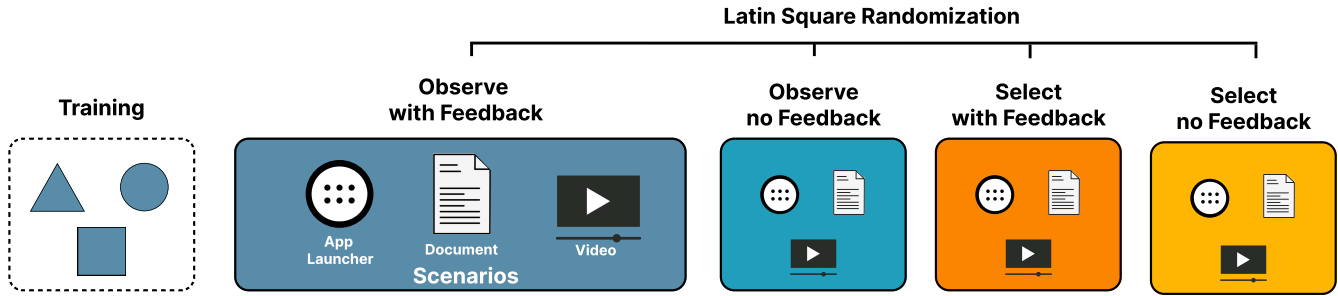 Latin Square Randomization
Training
Observe
with Feedback
Observe
no Feedback
Select
with Feedback
Select
no Feedback
App
Launcher
Document
Video
Scenarios